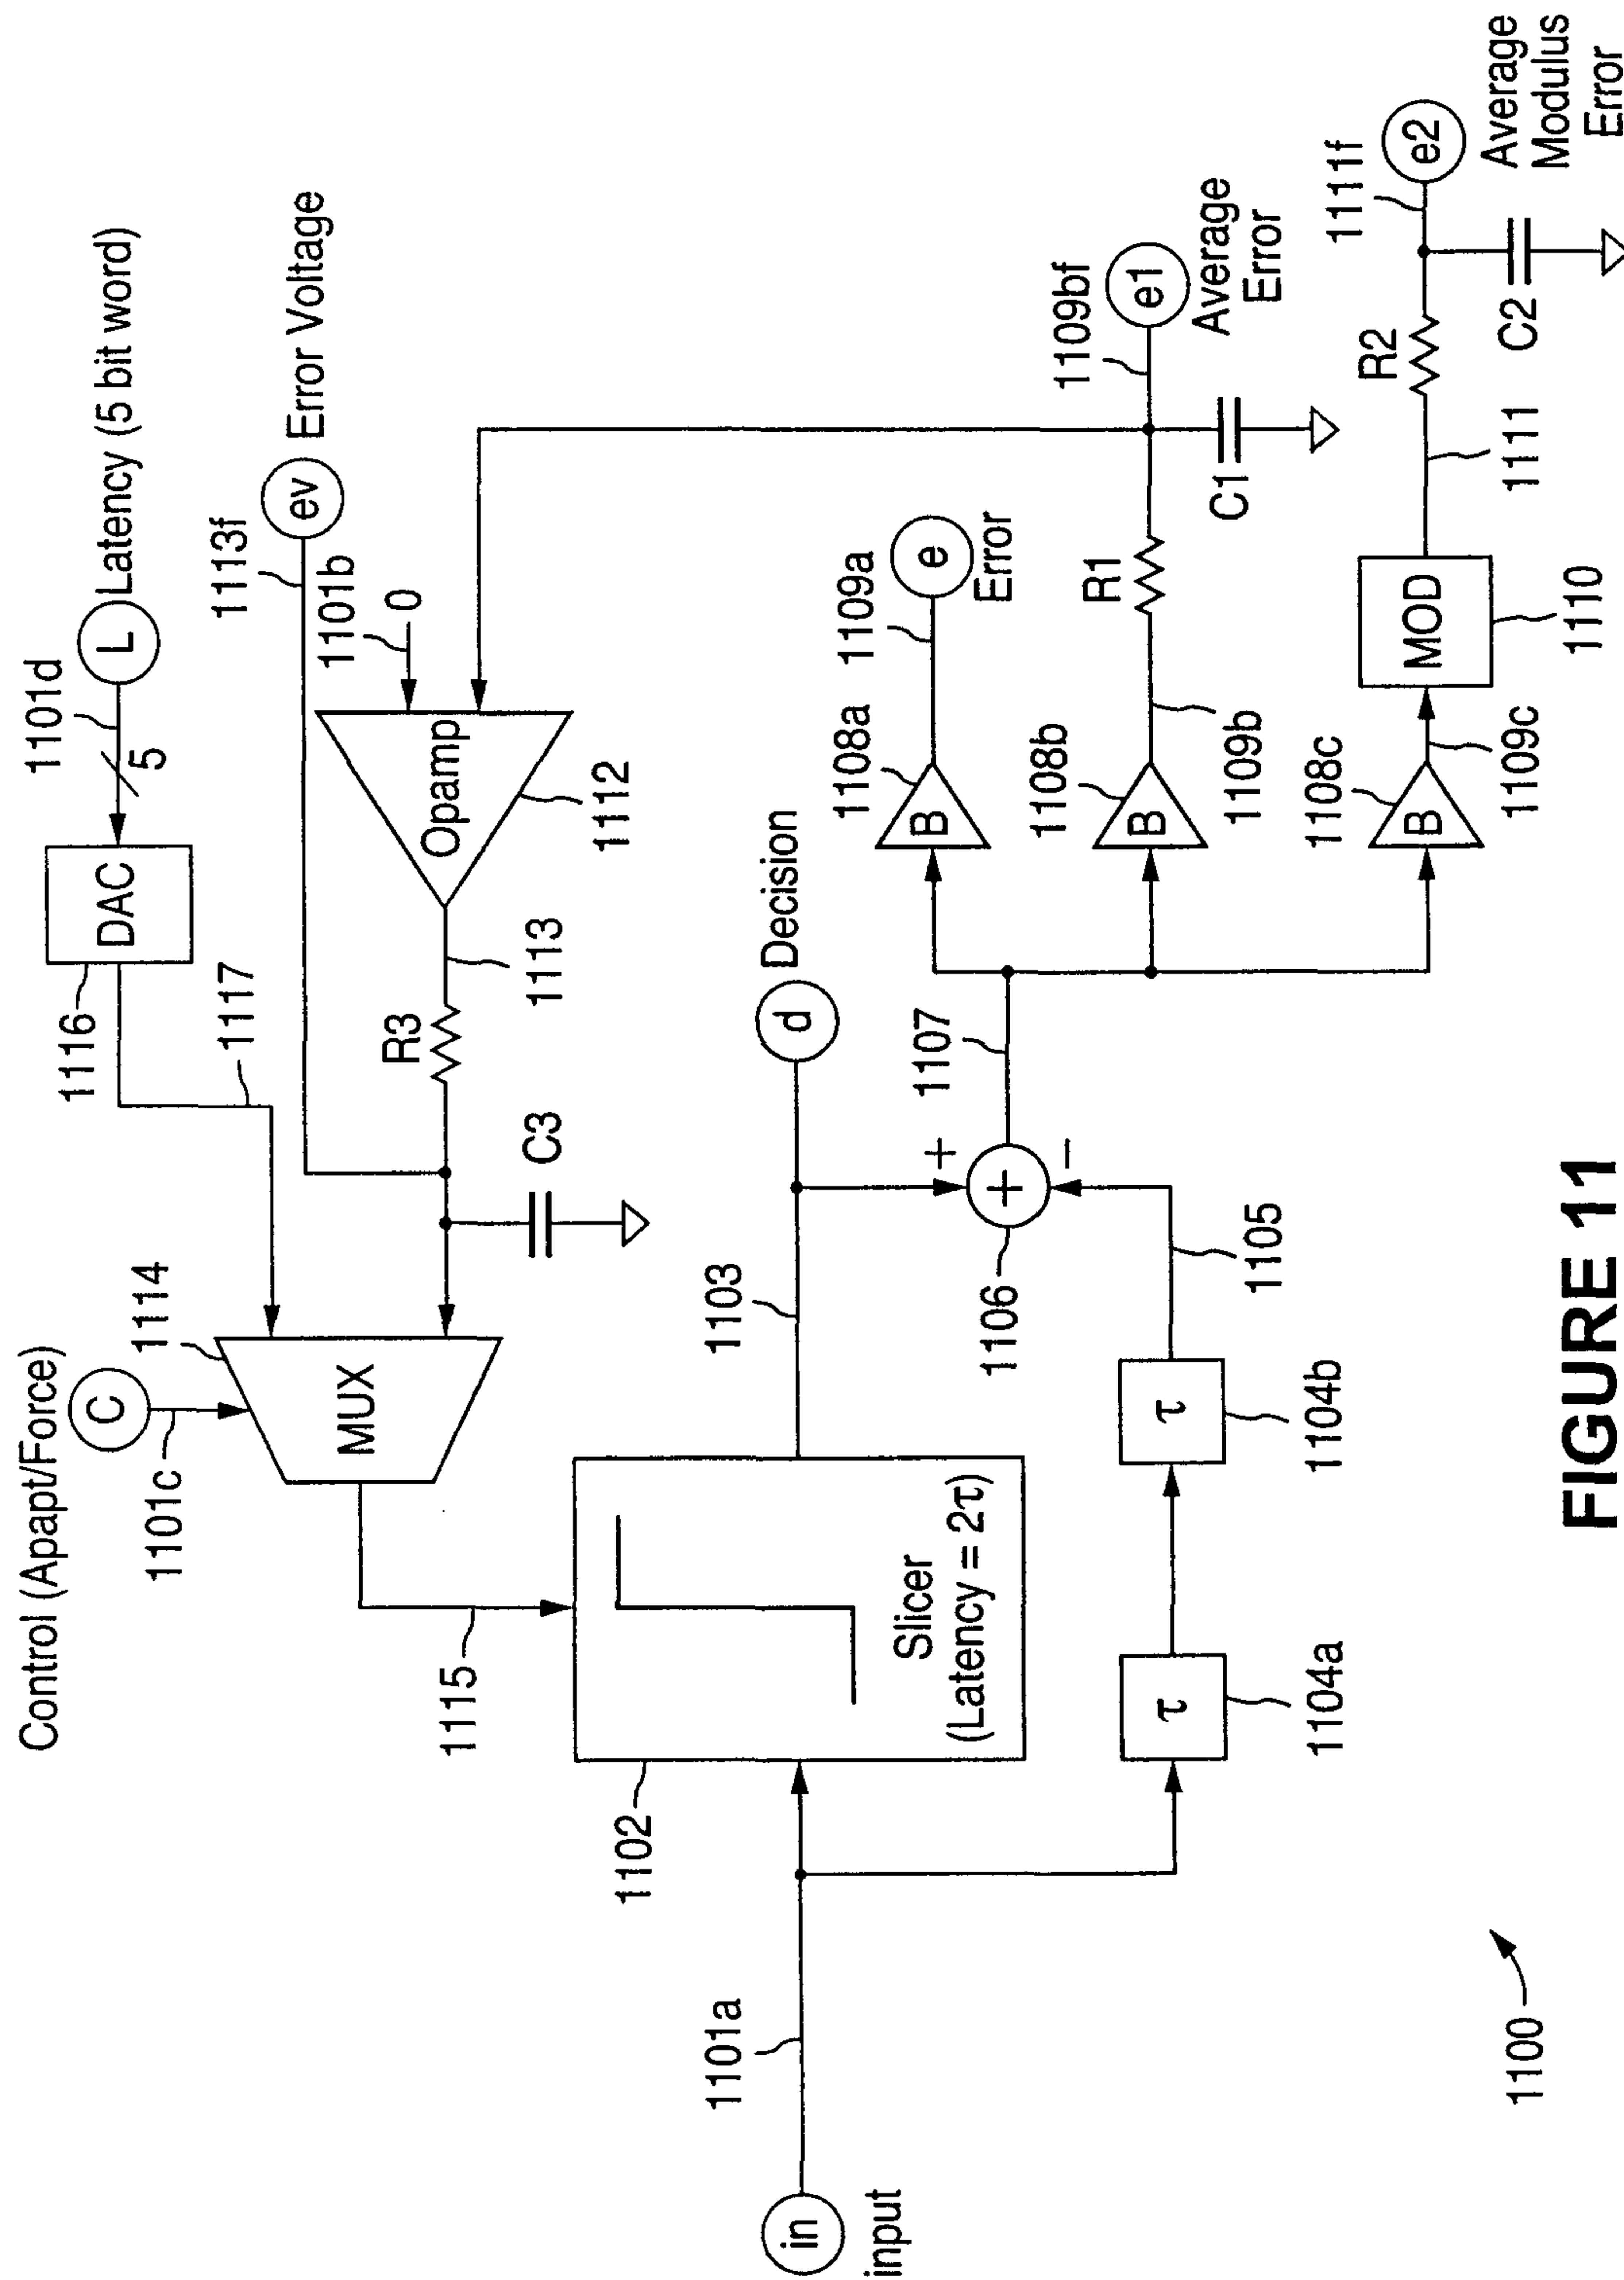 Control (Apapt/Force)
C
1101c
1114
MUX
1115
1116
DAC
1117
1101d
5
L
Latency (5 bit word)
1113f
ev
Error Voltage
1101b
0
Opamp
1112
1113
R3
C3
in
input
1101a
1102
Slicer
(Latency = 2τ)
1103
d
Decision
τ
1104a
τ
1104b
1105
+
+
−
1106
1107
B
1108a
1109a
e
Error
B
1108b
1109b
R1
C1
1109bf
e1
Average
Error
B
1108c
1109c
MOD
1110
1111
R2
C2
1111f
e2
Average
Modulus
Error
1100
FIGURE 11